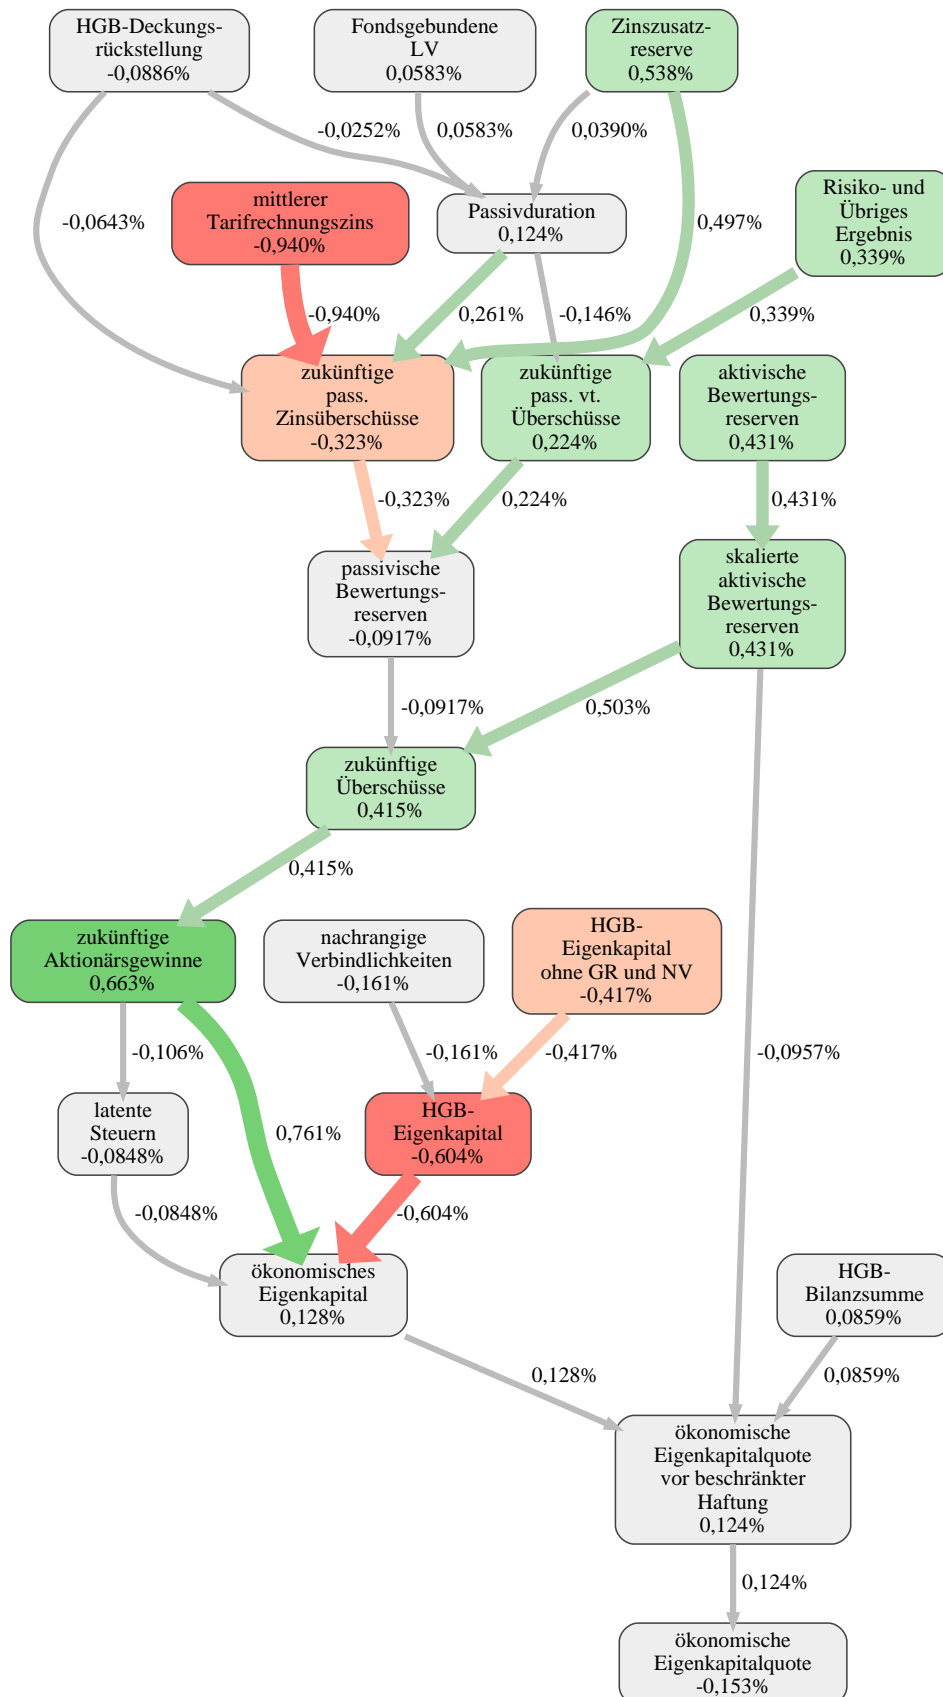 HGB-Deckungs-
rückstellung
-0,0886%
Fondsgebundene
LV
0,0583%
Zinszusatz-
reserve
0,538%
-0,0252%
0,0583%
0,0390%
mittlerer
Tarifrechnungszins
-0,940%
Passivduration
0,124%
Risiko- und
Übriges
Ergebnis
0,339%
-0,0643%
0,497%
-0,940%
0,261%
-0,146%
0,339%
zukünftige
pass.
Zinsüberschüsse
-0,323%
zukünftige
pass. vt.
Überschüsse
0,224%
aktivische
Bewertungs-
reserven
0,431%
-0,323%
0,224%
0,431%
passivische
Bewertungs-
reserven
-0,0917%
skalierte
aktivische
Bewertungs-
reserven
0,431%
-0,0917%
0,503%
zukünftige
Überschüsse
0,415%
0,415%
zukünftige
Aktionärsgewinne
0,663%
nachrangige
Verbindlichkeiten
-0,161%
HGB-
Eigenkapital
ohne GR und NV
-0,417%
-0,106%
-0,161%
-0,417%
-0,0957%
latente
Steuern
-0,0848%
0,761%
HGB-
Eigenkapital
-0,604%
-0,0848%
-0,604%
ökonomisches
Eigenkapital
0,128%
HGB-
Bilanzsumme
0,0859%
0,128%
0,0859%
ökonomische
Eigenkapitalquote
vor beschränkter
Haftung
0,124%
0,124%
ökonomische
Eigenkapitalquote
-0,153%